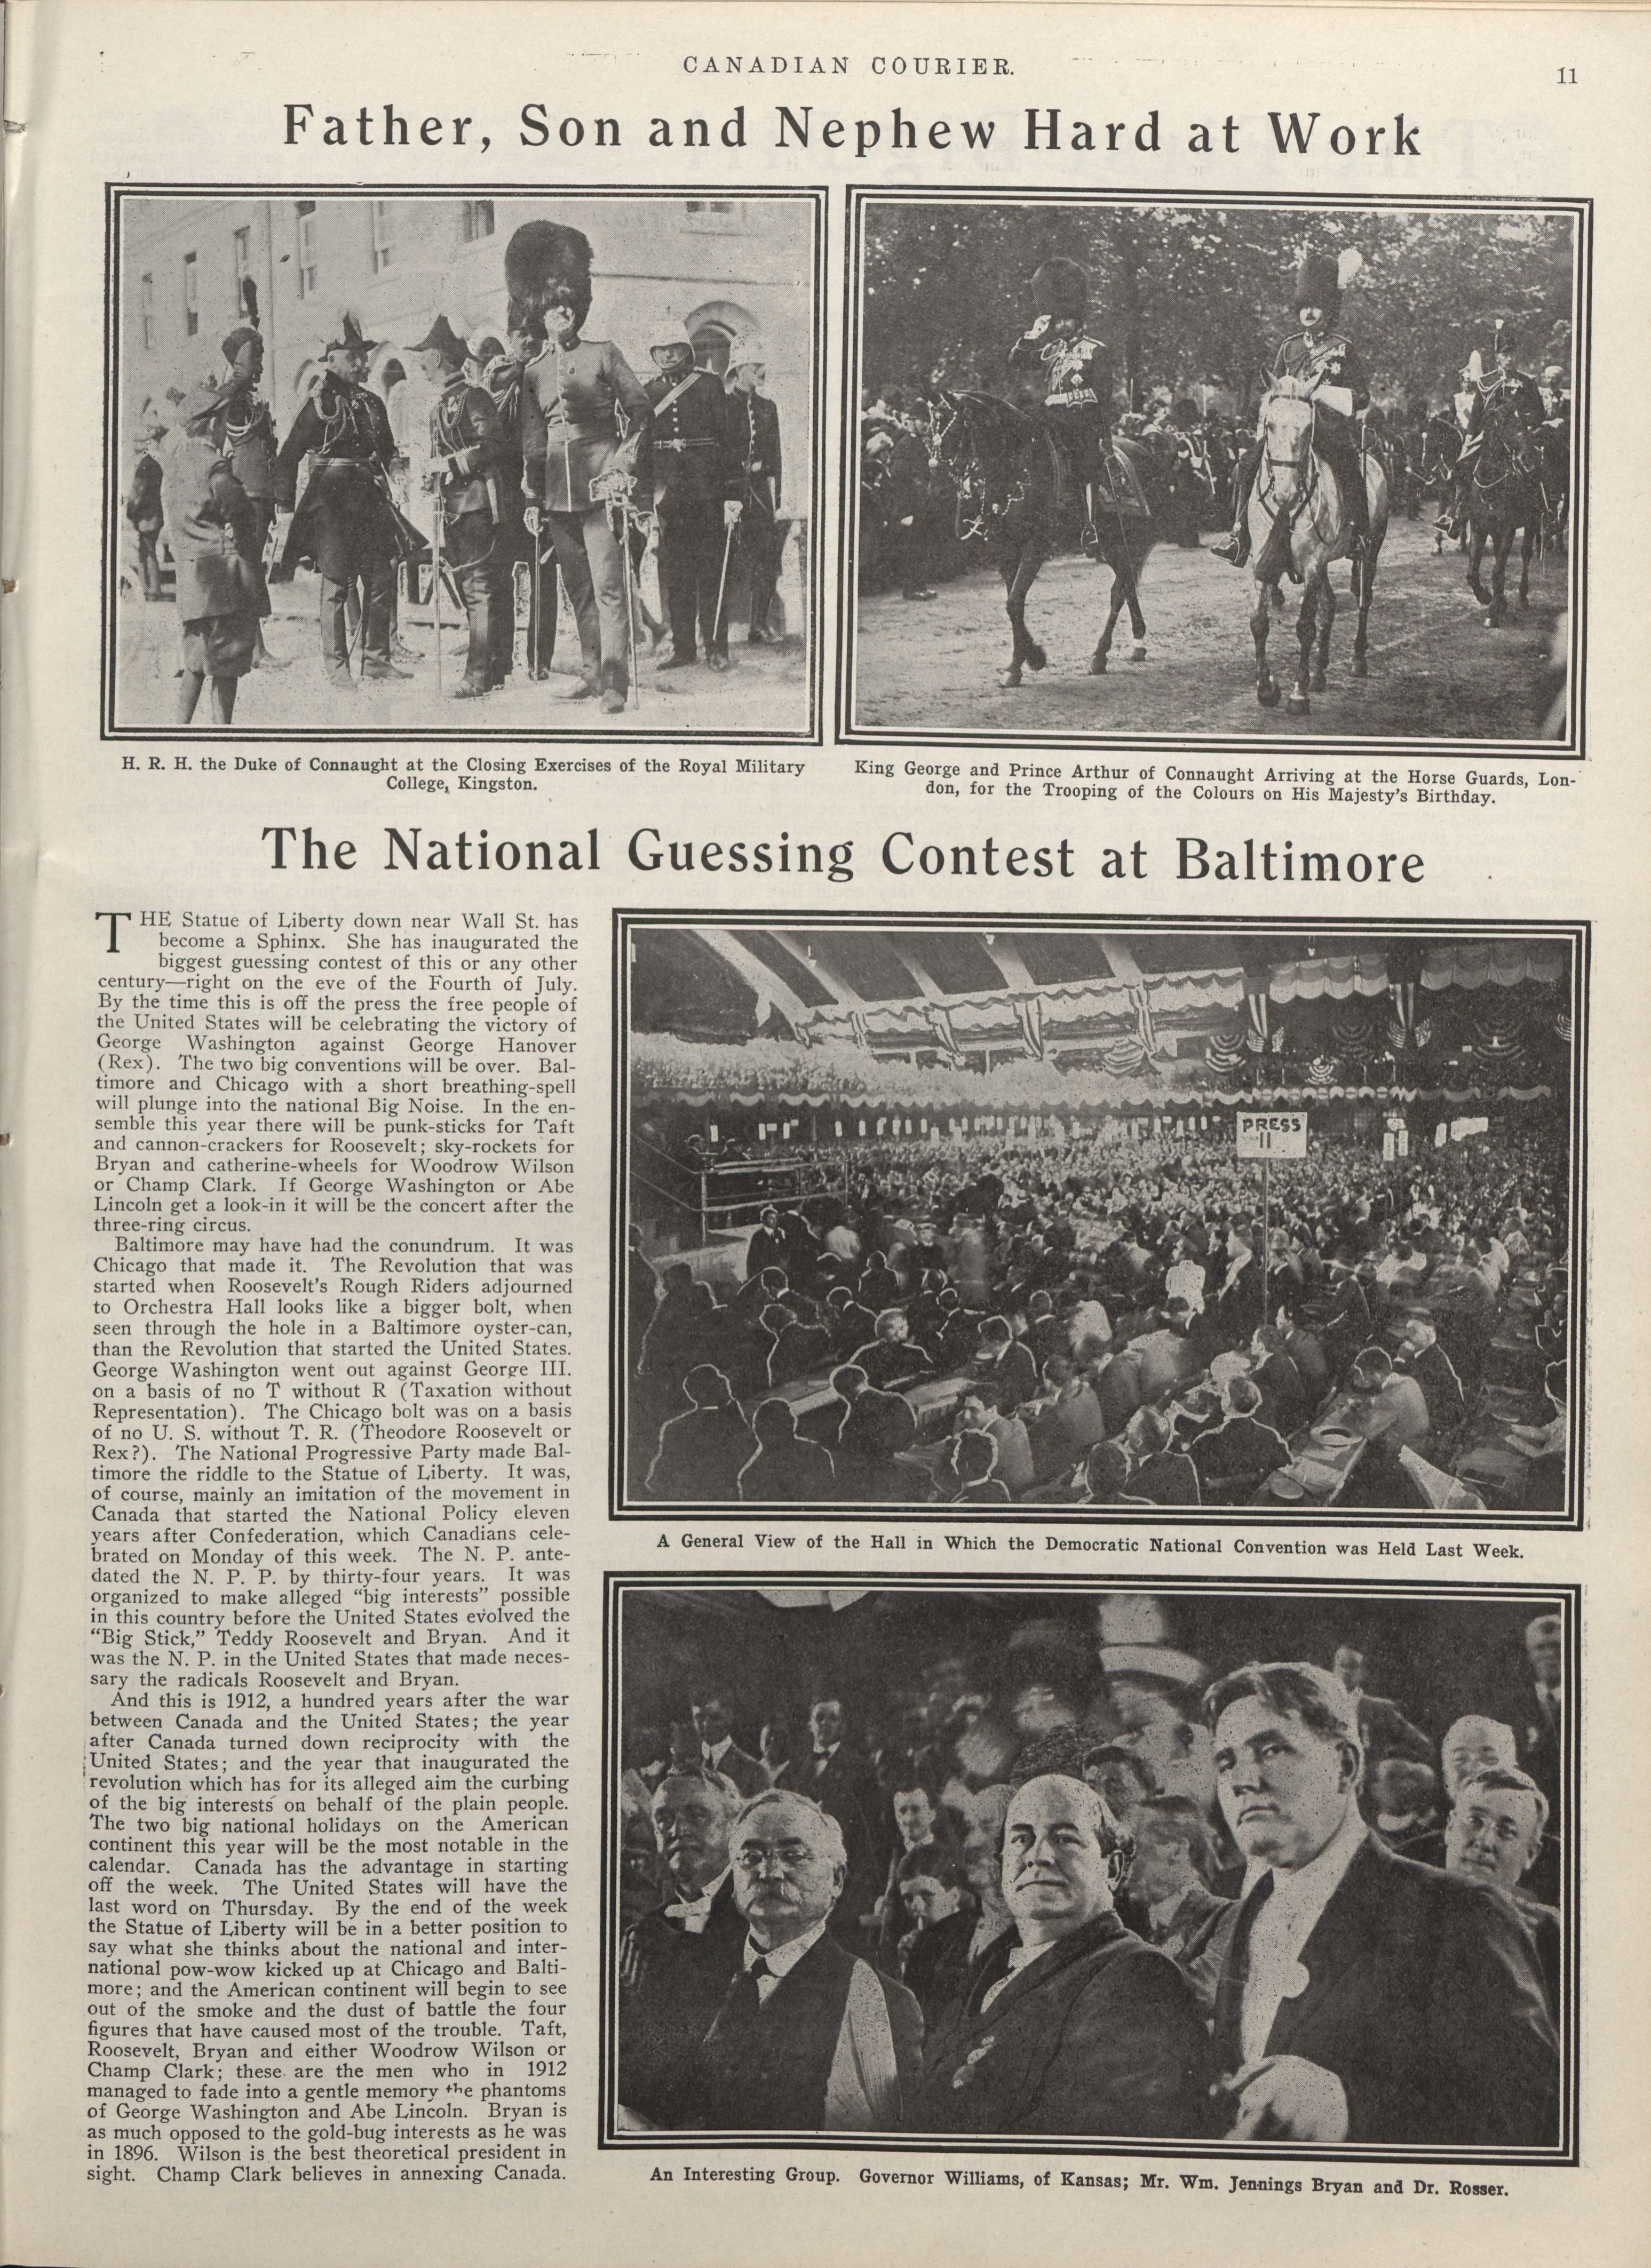 CANADIAN COURIER.
11
Father, Son and Nephew Hard at Work
H. R. H. the Duke of Connaught at the Closing Exercises of the Royal Military
College, Kingston.
King George and Prince Arthur of Connaught Arriving at the Horse Guards, Lon-
don, for the Trooping of the Colours on His Majesty's Birthday.
The National Guessing Contest at Baltimore
THE Statue of Liberty down near Wall St. has
become a Sphinx. She has inaugurated the
biggest guessing contest of this or any other
century—right on the eve of the Fourth of July.
By the time this is off the press the free people of
the United States will be celebrating the victory of
George Washington against George Hanover
(Rex). The two big conventions will be over. Bal-
timore and Chicago with a short breathing-spell
will plunge into the national Big Noise. In the en-
semble this year there will be punk-sticks for Taft
and cannon-crackers for Roosevelt; sky-rockets for
Bryan and catherine-wheels for Woodrow Wilson
or Champ Clark. If George Washington or Abe
Lincoln get a look-in it will be the concert after the
three-ring circus.
Baltimore may have had the conundrum. It was
Chicago that made it. The Revolution that was
started when Roosevelt's Rough Riders adjourned
to Orchestra Hall looks like a bigger bolt, when
seen through the hole in a Baltimore oyster-can,
than the Revolution that started the United States.
George Washington went out against George III.
on a basis of no T without R (Taxation without
Representation). The Chicago bolt was on a basis
of no U. S. without T. R. (Theodore Roosevelt or
Rex?). The National Progressive Party made Bal-
timore the riddle to the Statue of Liberty. It was,
of course, mainly an imitation of the movement in
Canada that started the National Policy eleven
years after Confederation, which Canadians cele-
brated on Monday of this week. The N. P. ante-
dated the N. P. P. by thirty-four years. It was
organized to make alleged "big interests" possible
in this country before the United States evolved the
"Big Stick," Teddy Roosevelt and Bryan. And it
was the N. P. in the United States that made neces-
sary the radicals Roosevelt and Bryan.
And this is 1912, a hundred years after the war
between Canada and the United States; the year
after Canada turned down reciprocity with the
United States; and the year that inaugurated the
revolution which has for its alleged aim the curbing
of the big interests on behalf of the plain people.
The two big national holidays on the American
continent this year will be the most notable in the
calendar. Canada has the advantage in starting
off the week. The United States will have the
last word on Thursday. By the end of the week
the Statue of Liberty will be in a better position to
say what she thinks about the national and inter-
national pow-wow kicked up at Chicago and Balti-
more; and the American continent will begin to see
out of the smoke and the dust of battle the four
figures that have caused most of the trouble. Taft,
Roosevelt, Bryan and either Woodrow Wilson or
Champ Clark; these are the men who in 1912
managed to fade into a gentle memory the phantoms
of George Washington and Abe Lincoln. Bryan is
as much opposed to the gold-bug interests as he was
in 1896. Wilson is the best theoretical president in
sight. Champ Clark believes in annexing Canada.
PRESS
11
A General View of the Hall in Which the Democratic National Convention was Held Last Week.
An Interesting Group. Governor Williams, of Kansas; Mr. Wm. Jennings Bryan and Dr. Rosser.